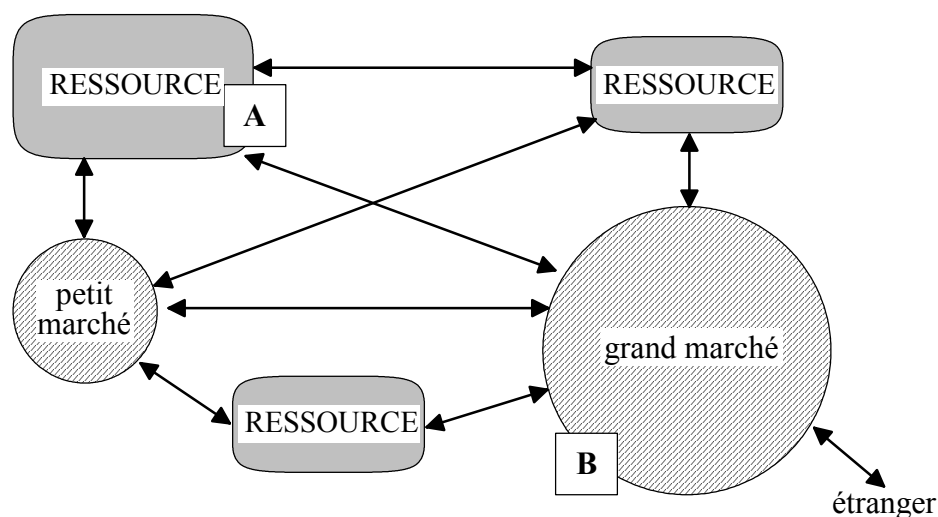 RESSOURCE
A
RESSOURCE
petit
marché
grand marché
RESSOURCE
B
étranger